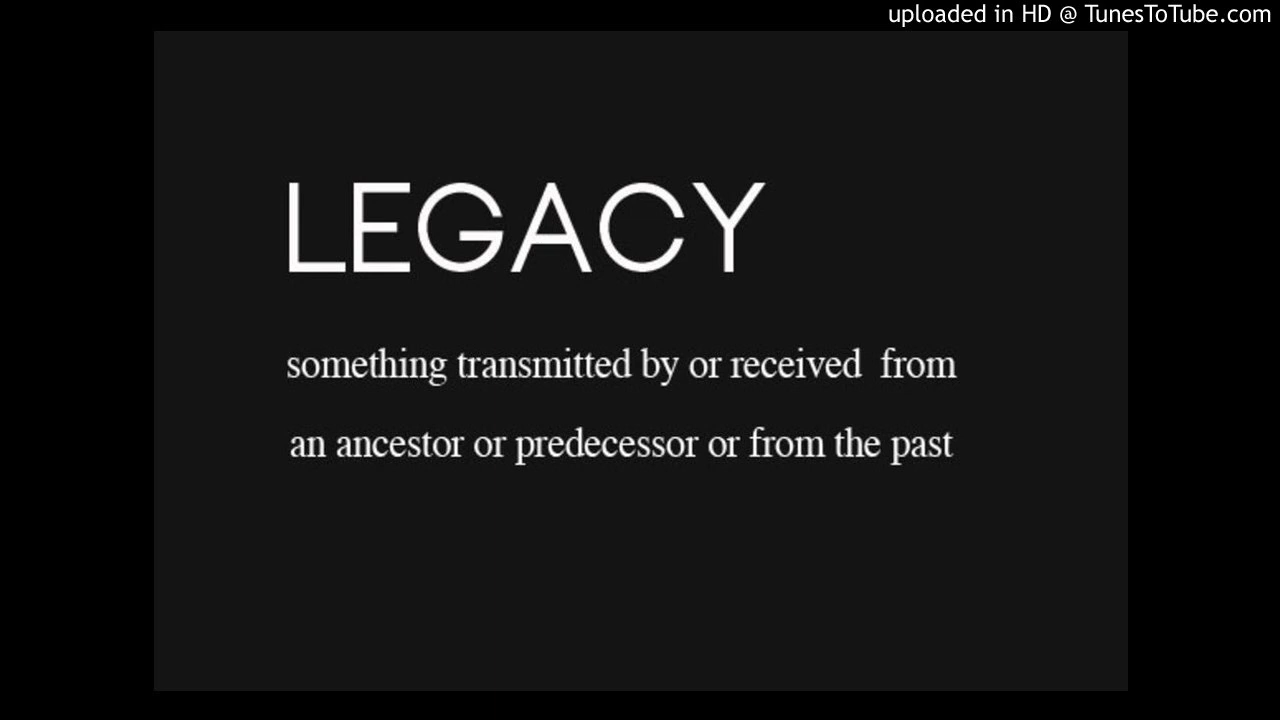 uploaded in HD @ TunesToTube.com
LEGACY
something transmitted by or received from
an ancestor or predecessor or from the past